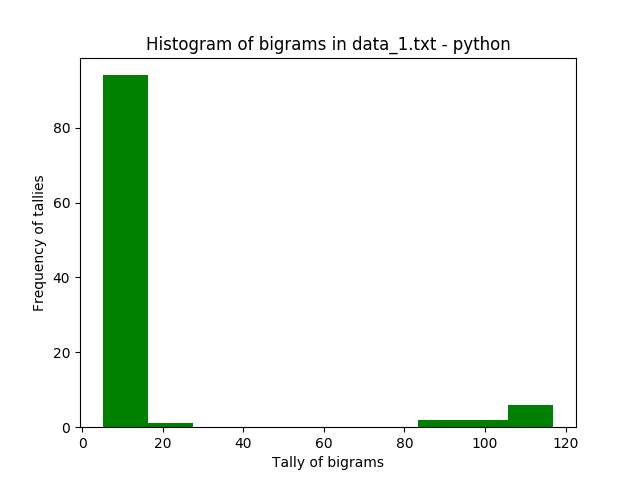 Histogram of bigrams in data_1.txt - python
Frequency of tallies
80
60
40
20
0
0 20 40 60 80 100 120
Tally of bigrams